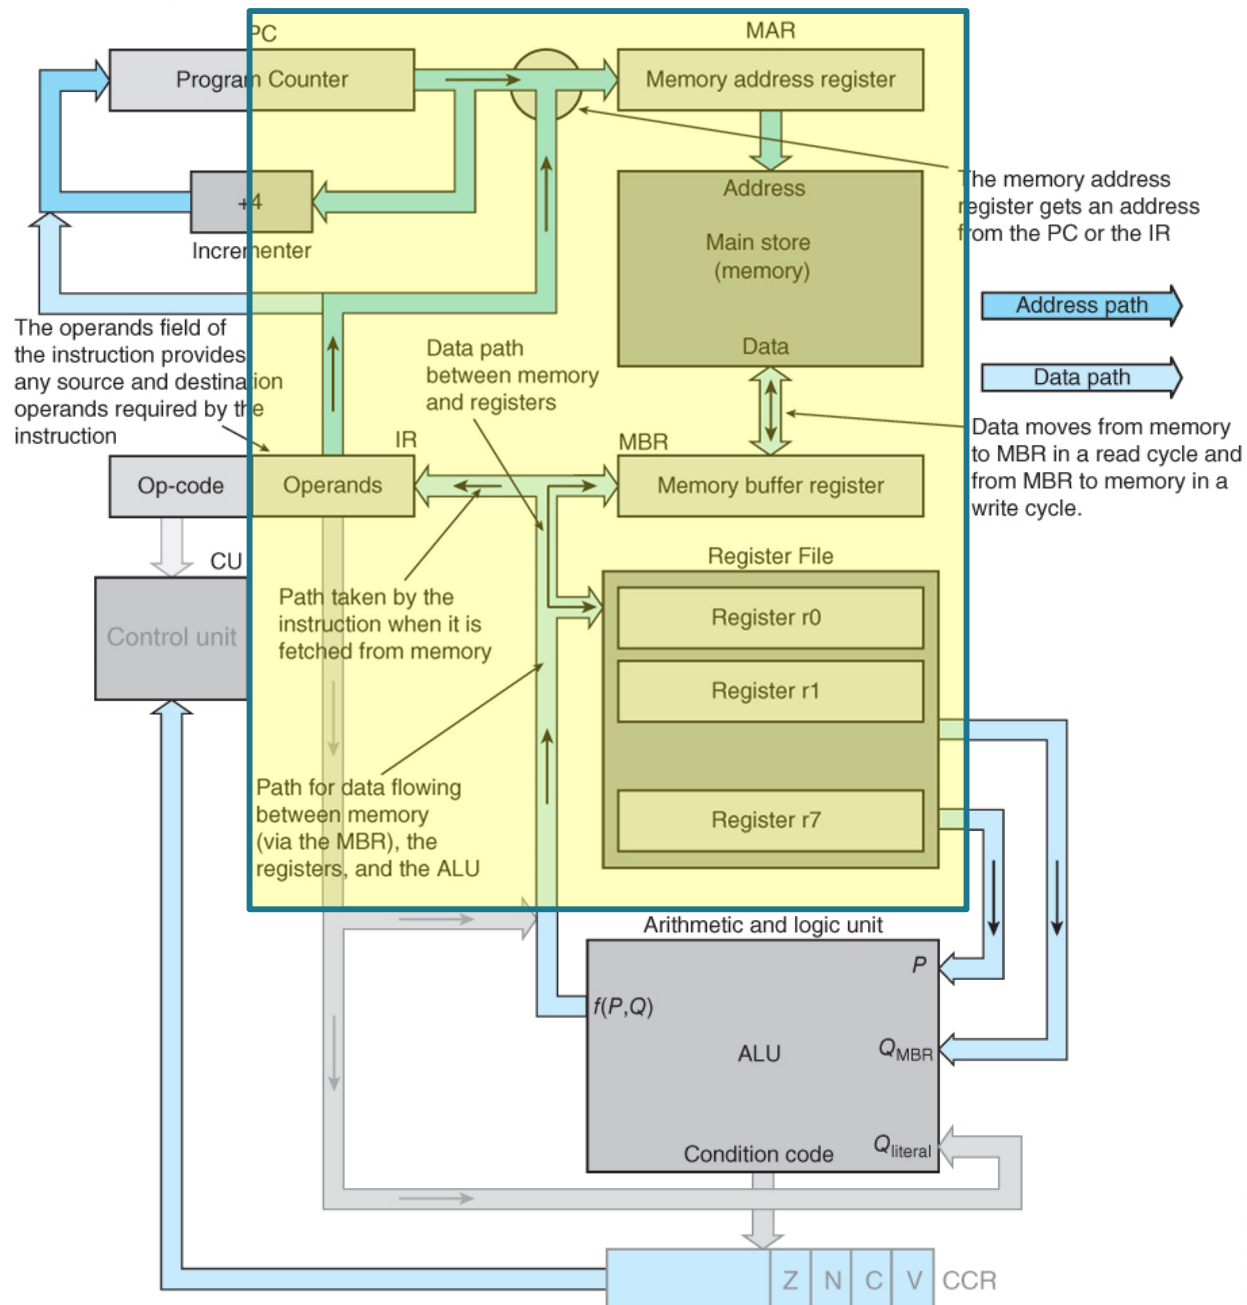 PC
MAR
Program Counter
Memory address register
+4
Incrementer
Address
Main store
(memory)
Data
The memory address
register gets an address
from the PC or the IR
Address path
Data path
The operands field of
the instruction provides
any source and destination
operands required by the
instruction
Data path
between memory
and registers
Data moves from memory
to MBR in a read cycle and
from MBR to memory in a
write cycle.
IR
MBR
Op-code
Operands
Memory buffer register
CU
Control unit
Path taken by the
instruction when it is
fetched from memory
Register File
Register r0
Register r1
Register r7
Path for data flowing
between memory
(via the MBR), the
registers, and the ALU
Arithmetic and logic unit
P
f(P,Q)
ALU
QMBR
Qliteral
Condition code
Z N C V CCR